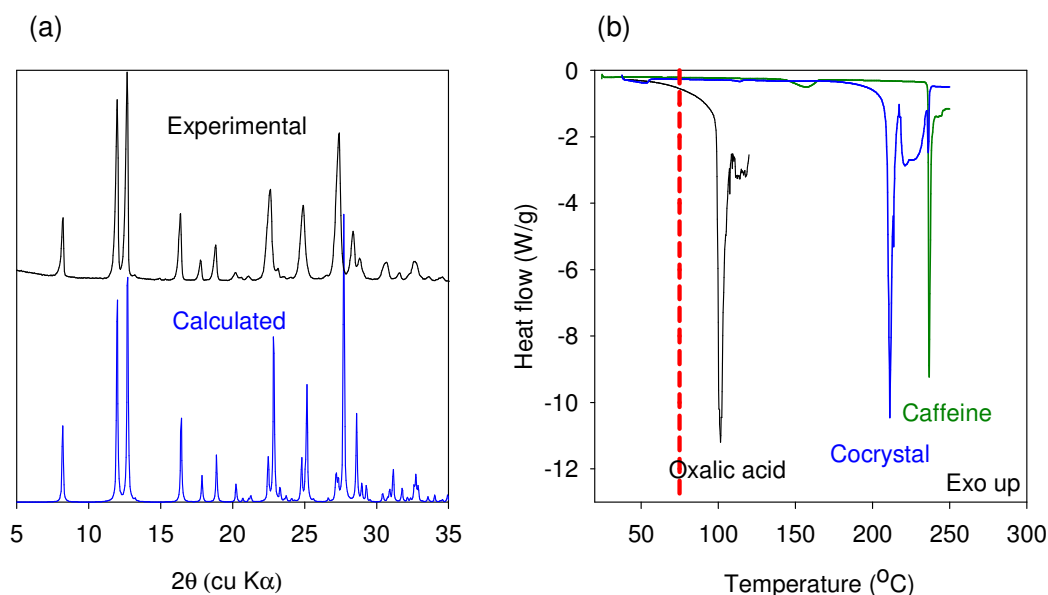 (a)
Experimental
Calculated
5 10 15 20 25 30 35
2θ (cu Kα)
(b)
Heat flow (W/g)
0
-2
-4
-6
-8
-10
-12
Caffeine
Cocrystal
Oxalic acid
Exo up
50 100 150 200 250 300
Temperature (⁰C)